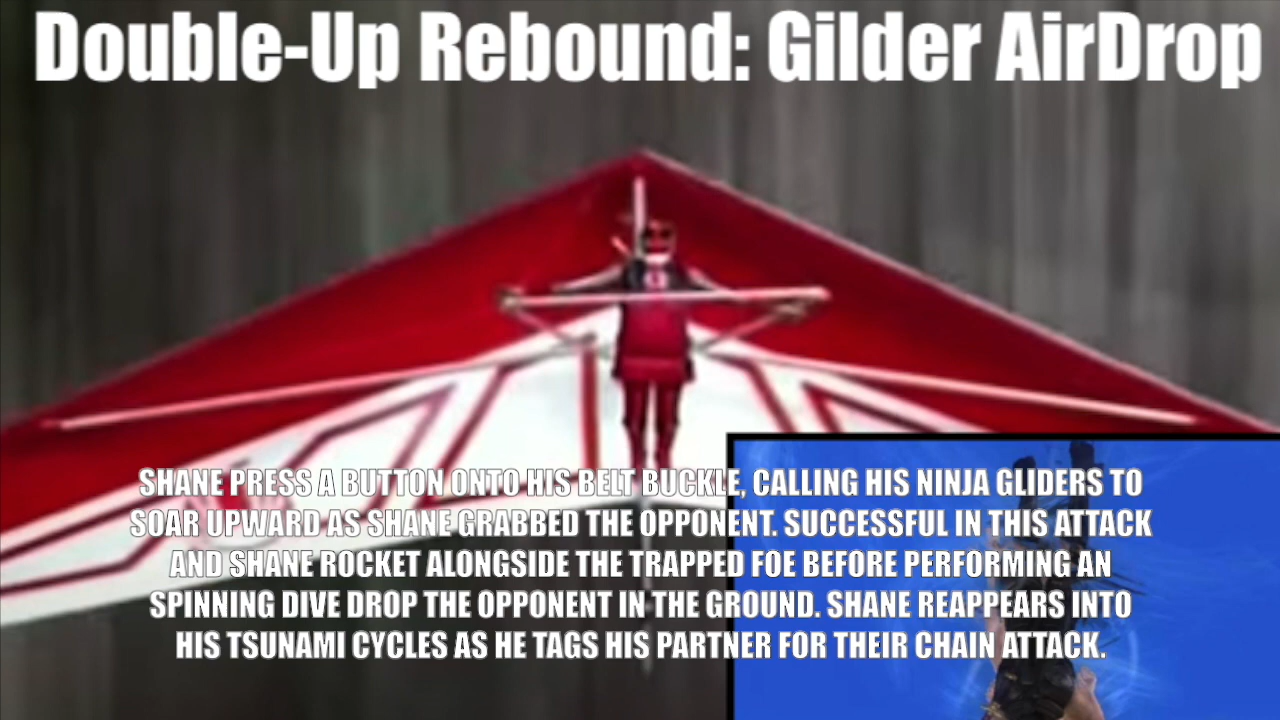 Double-Up Rebound: Gilder AirDrop
SHANE PRESS A BUTTON ONTO HIS BELT BUCKLE, CALLING HIS NINJA GLIDERS TO
SOAR UPWARD AS SHANE GRABBED THE OPPONENT. SUCCESSFUL IN THIS ATTACK
AND SHANE ROCKET ALONGSIDE THE TRAPPED FOE BEFORE PERFORMING AN
SPINNING DIVE DROP THE OPPONENT IN THE GROUND. SHANE REAPPEARS INTO
HIS TSUNAMI CYCLES AS HE TAGS HIS PARTNER FOR THEIR CHAIN ATTACK.